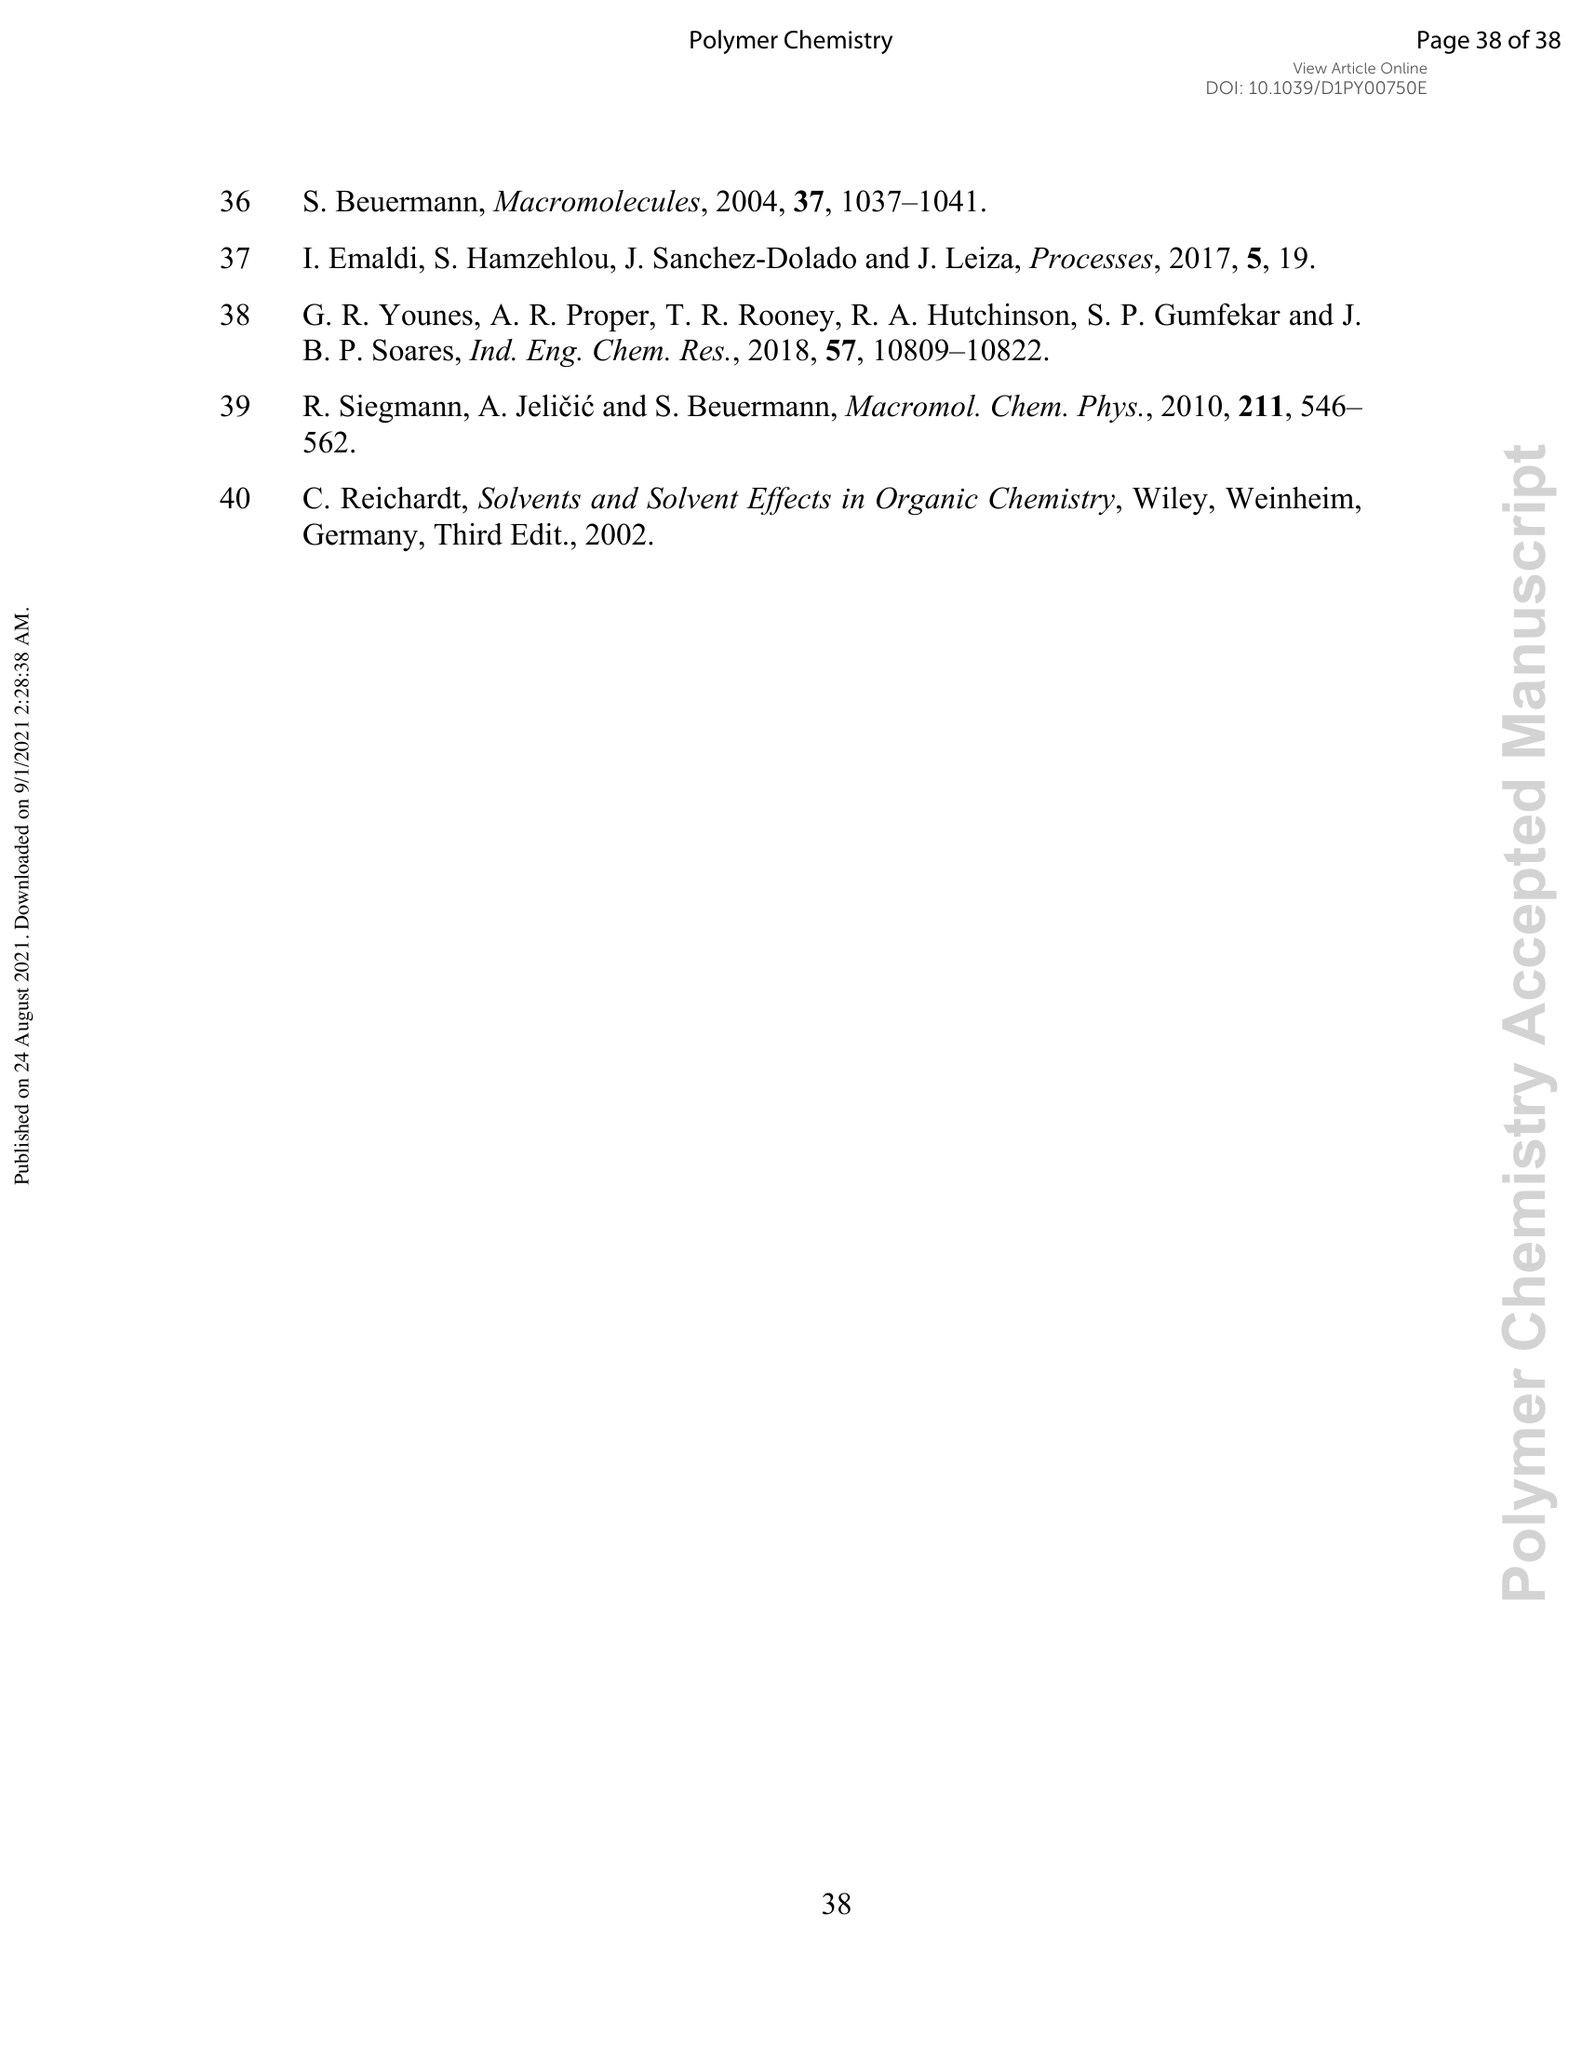 Polymer Chemistry
Page 38 of 38
View Article Online
DOI: 10.1039/D1PY00750E
36 S. Beuermann, Macromolecules, 2004, 37, 1037–1041.
37 I. Emaldi, S. Hamzehlou, J. Sanchez-Dolado and J. Leiza, Processes, 2017, 5, 19.
38 G. R. Younes, A. R. Proper, T. R. Rooney, R. A. Hutchinson, S. P. Gumfekar and J.
B. P. Soares, Ind. Eng. Chem. Res., 2018, 57, 10809–10822.
39 R. Siegmann, A. Jeličić and S. Beuermann, Macromol. Chem. Phys., 2010, 211, 546–
562.
40 C. Reichardt, Solvents and Solvent Effects in Organic Chemistry, Wiley, Weinheim,
Germany, Third Edit., 2002.
Published on 24 August 2021. Downloaded on 9/1/2021 2:28:38 AM.
Polymer Chemistry Accepted Manuscript
38